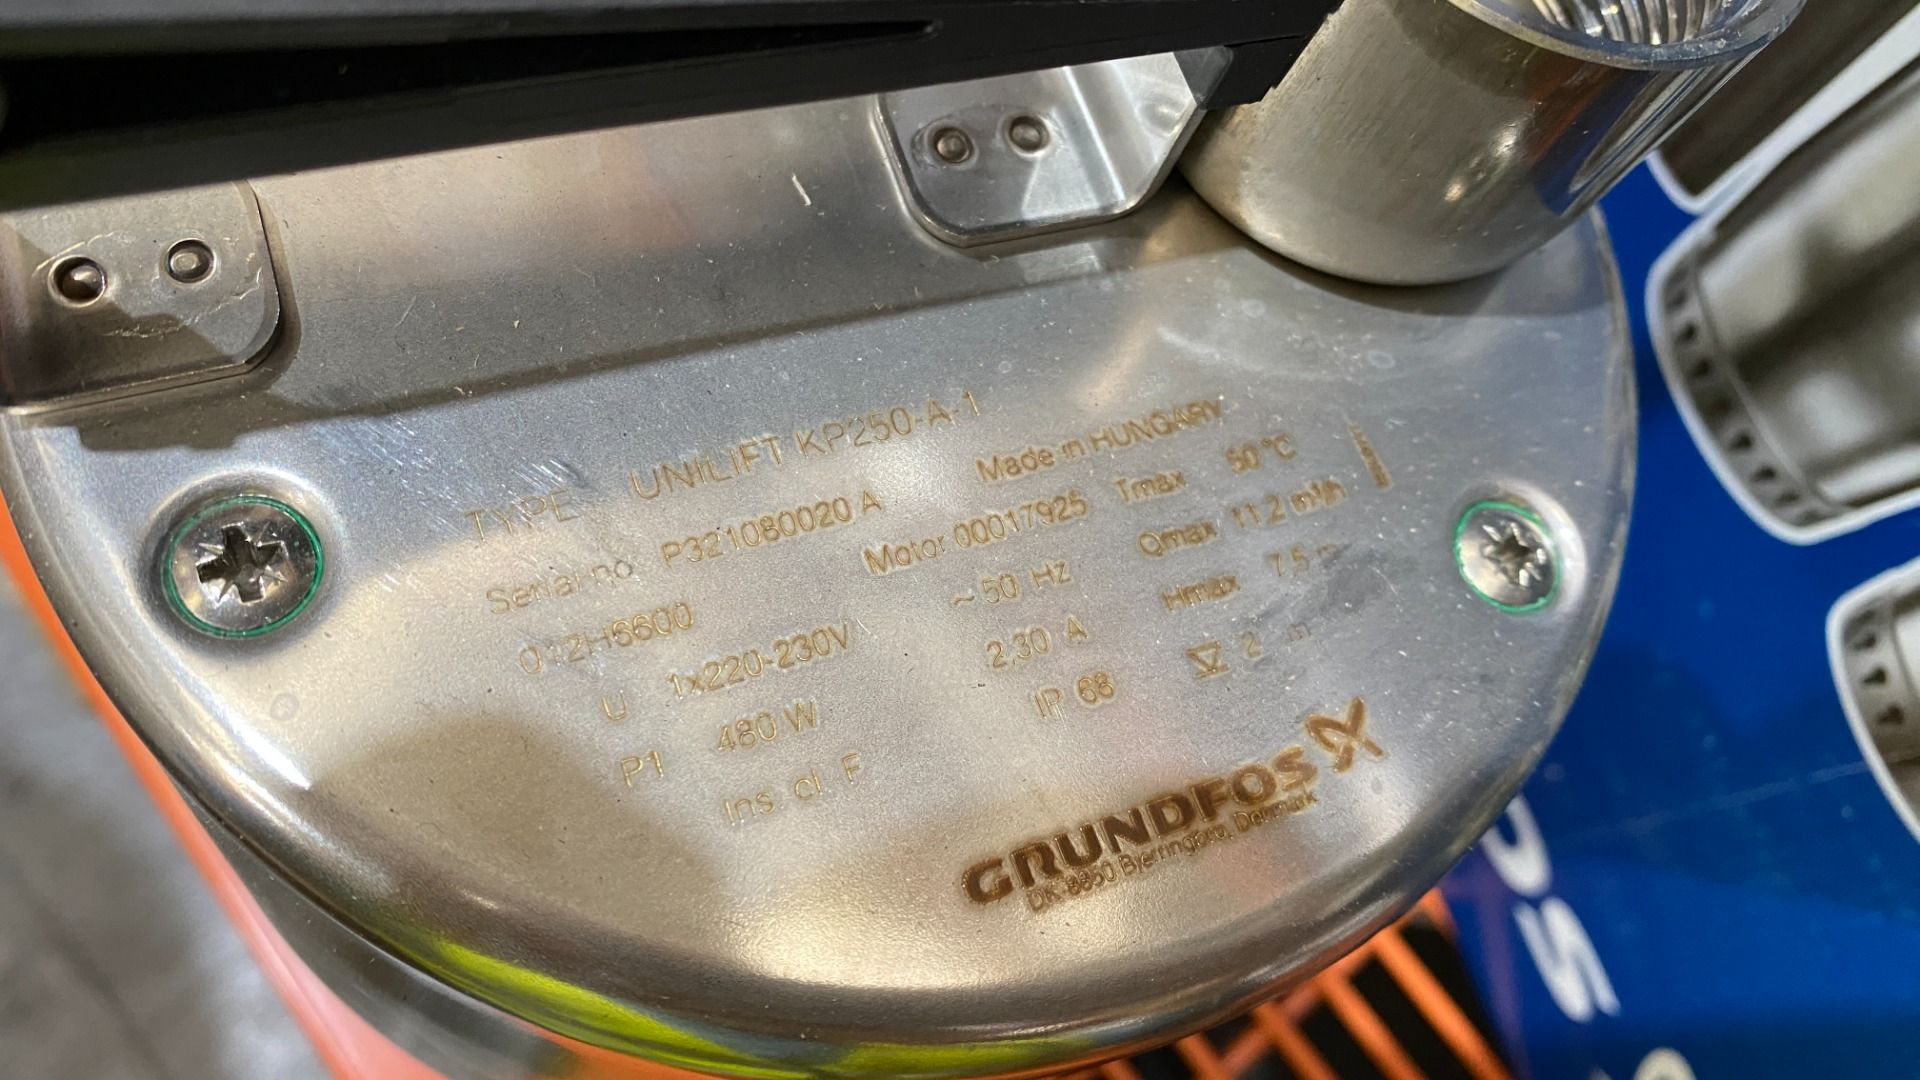 TYPE UNILIFT KP250-A-1
Serial no P321080020 A Made in HUNGARY
012H6600 Motor 00017925 Tmax 50 °C
U 1x220-230V ~ 50 Hz Qmax 11,2 m³/h
P1 480 W 2,30 A Hmax 7,5 m
Ins cl. F IP 68 2 m
GRUNDFOS
DK-8850 Bjerringbro, Denmark
OS